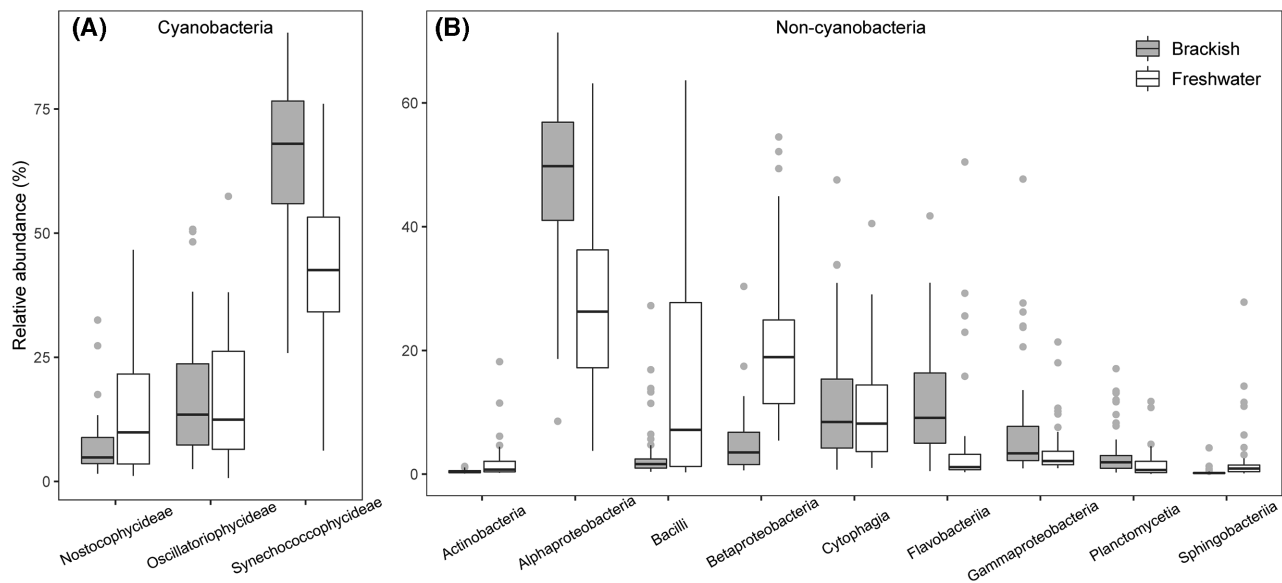 (A)
Cyanobacteria
(B)
Non-cyanobacteria
Brackish
Freshwater
Relative abundance (%)
75
50
25
0
60
40
20
0
Nostocophycideae
Oscillatoriophycideae
Synechococcophycideae
Actinobacteria
Alphaproteobacteria
Bacilli
Betaproteobacteria
Cytophagia
Flavobacteriia
Gammaproteobacteria
Planctomycetia
Sphingobacteriia